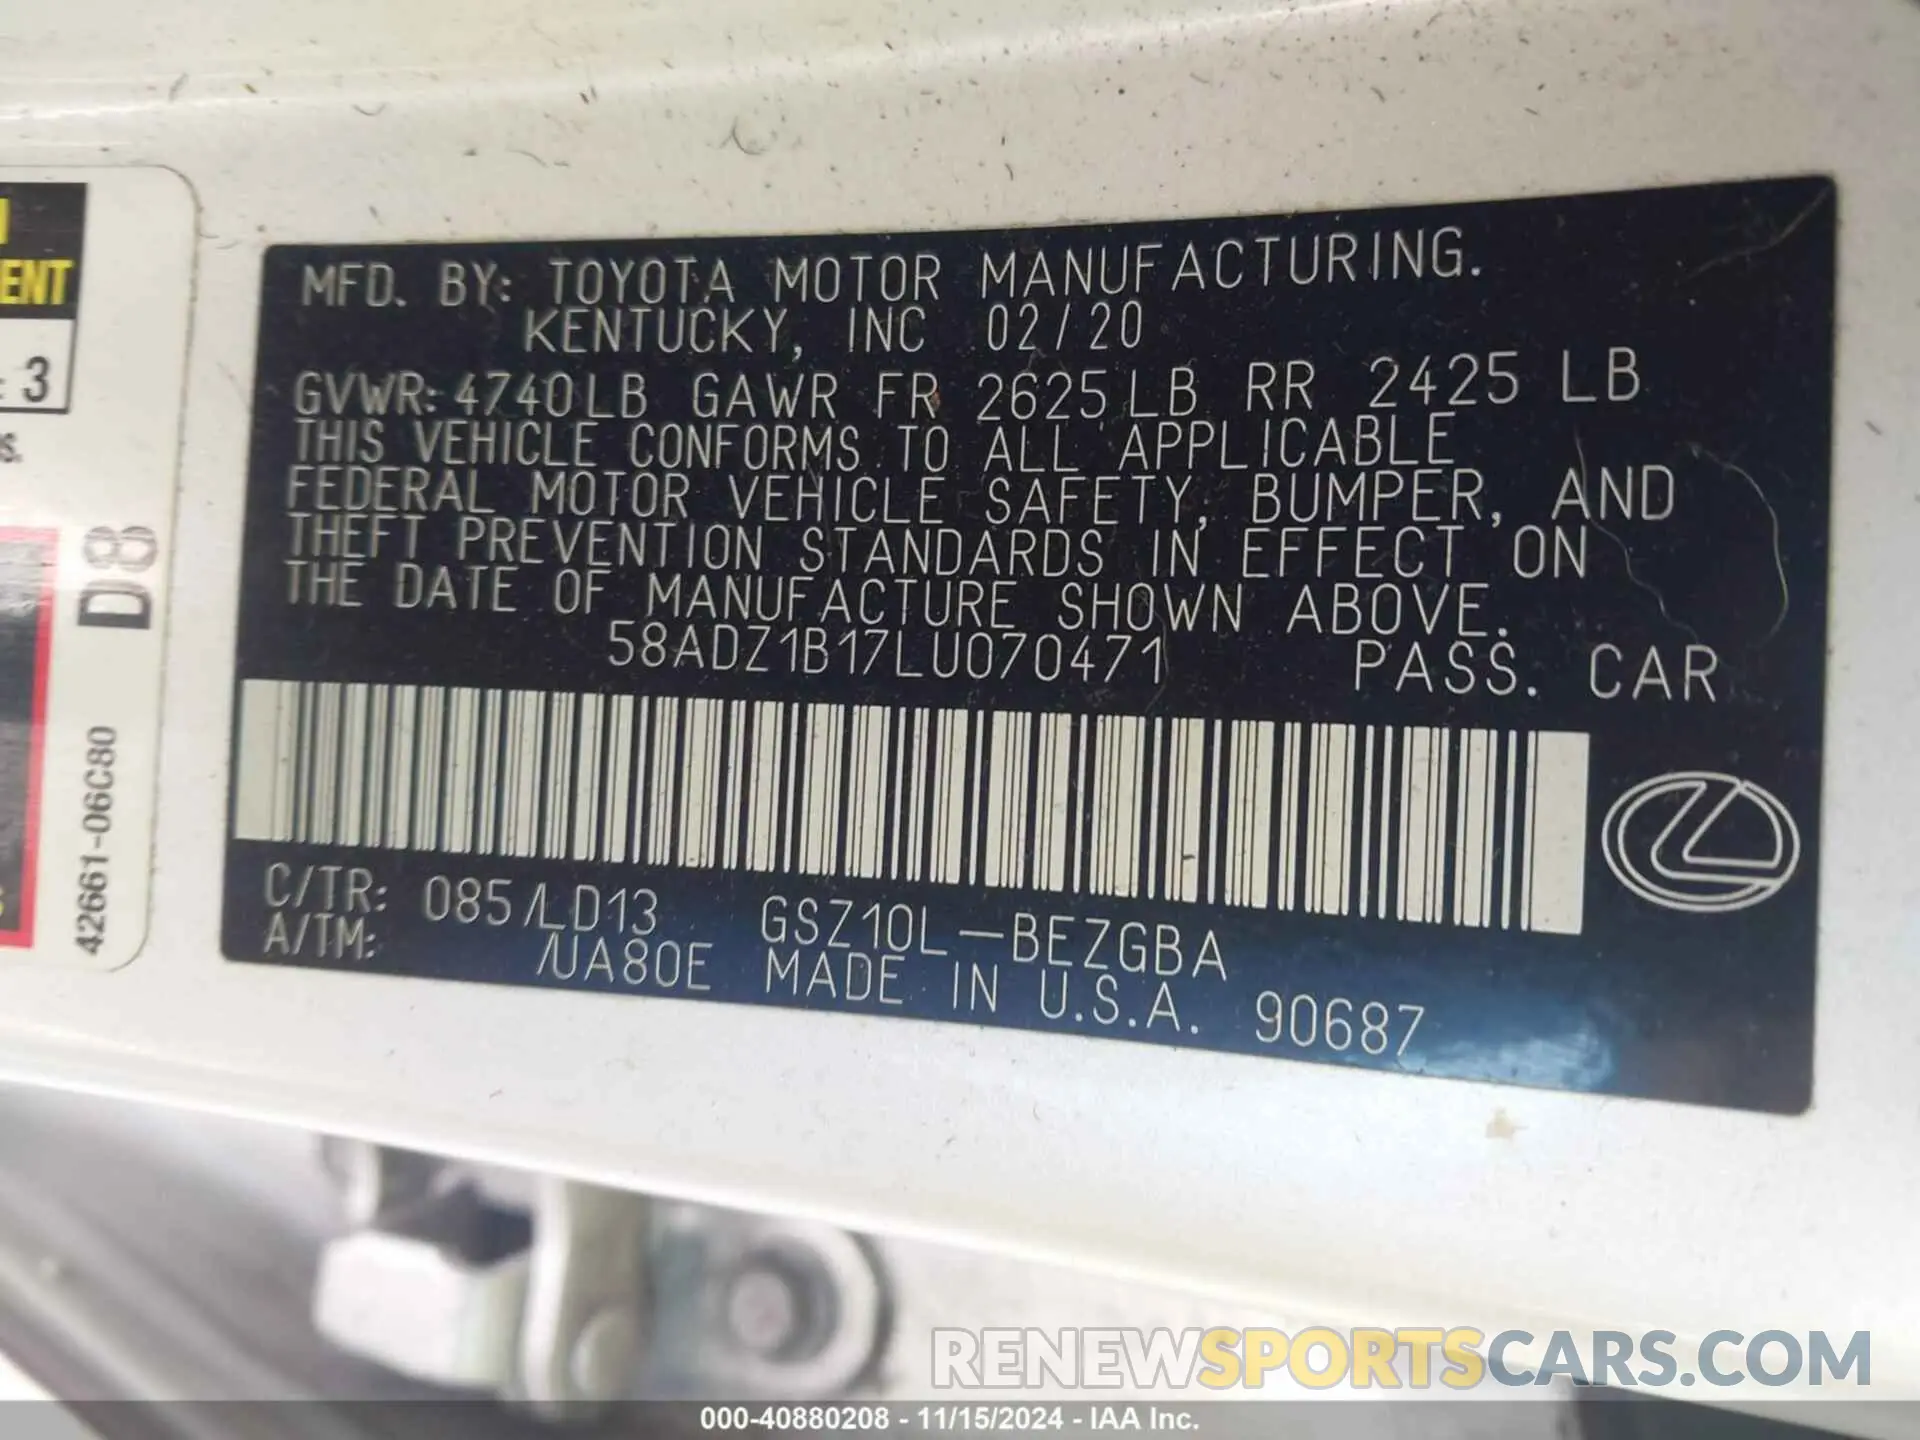 ENT
3
D8
42661-06C80
MFD. BY: TOYOTA MOTOR MANUFACTURING.
KENTUCKY, INC 02/20
GVWR: 4740LB GAWR FR 2625LB RR 2425 LB
THIS VEHICLE CONFORMS TO ALL APPLICABLE
FEDERAL MOTOR VEHICLE SAFETY, BUMPER, AND
THEFT PREVENTION STANDARDS IN EFFECT ON
THE DATE OF MANUFACTURE SHOWN ABOVE.
58ADZ1B17LU070471 PASS. CAR
C/TR: 085/LD13 GSZ10L-BEZGBA
A/TM: /UA80E MADE IN U.S.A. 90687
RENEWSPORTSCARS.COM
000-40880208 - 11/15/2024 - IAA Inc.